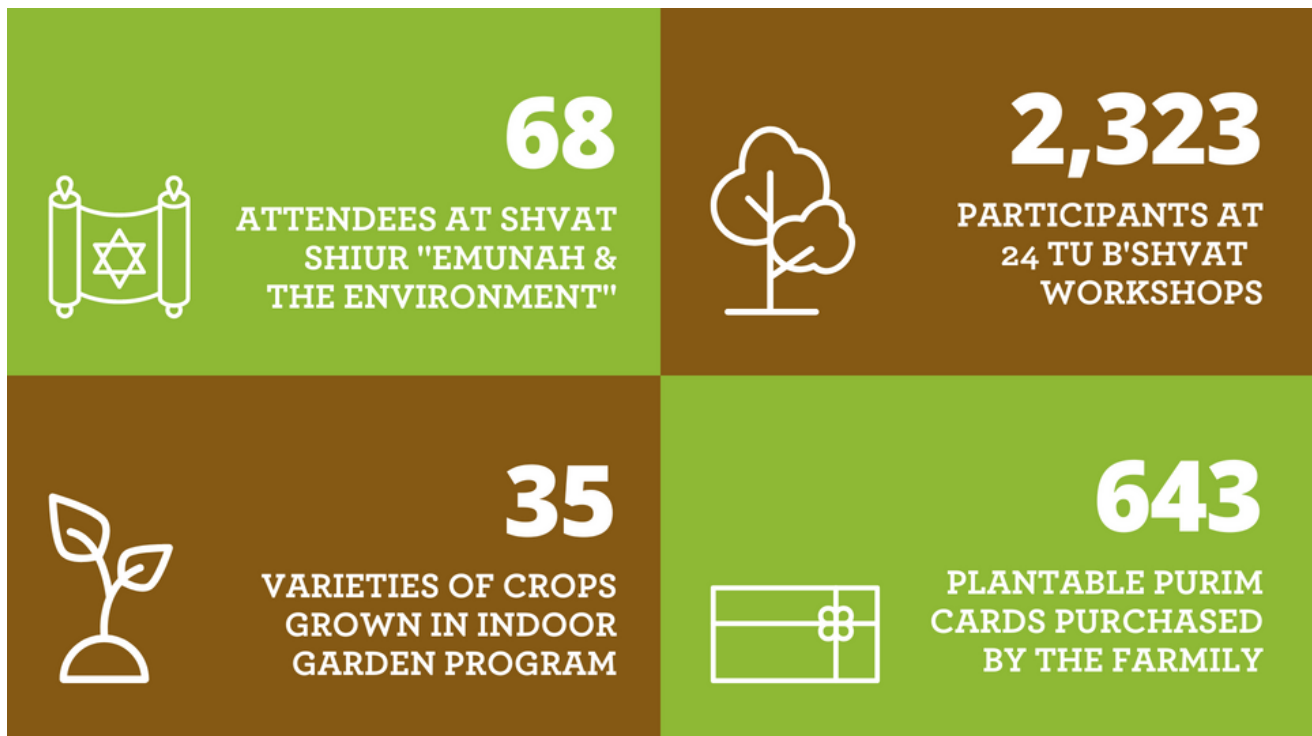 68
ATTENDEES AT SHVAT
SHIUR "EMUNAH &
THE ENVIRONMENT"
2,323
PARTICIPANTS AT
24 TU B'SHVAT
WORKSHOPS
35
VARIETIES OF CROPS
GROWN IN INDOOR
GARDEN PROGRAM
643
PLANTABLE PURIM
CARDS PURCHASED
BY THE FARMILY